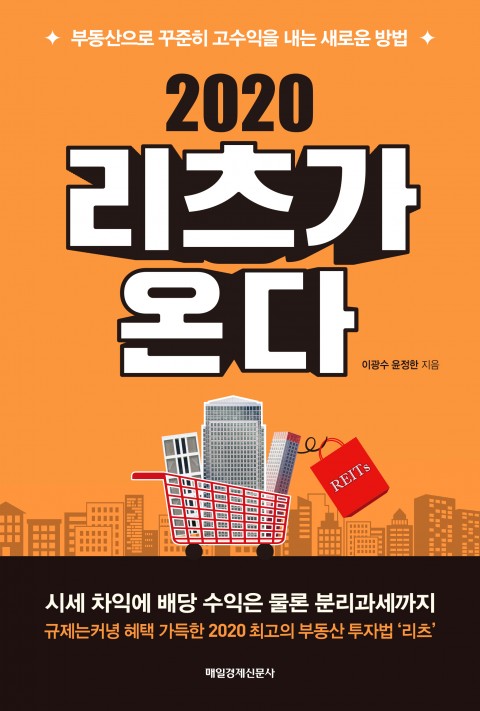 부동산으로 꾸준히 고수익을 내는 새로운 방법
2020
리츠가
온다
이광수 윤정한 지음
REITs
시세 차익에 배당 수익은 물론 분리과세까지
규제는커녕 혜택 가득한 2020 최고의 부동산 투자법 ‘리츠’
매일경제신문사